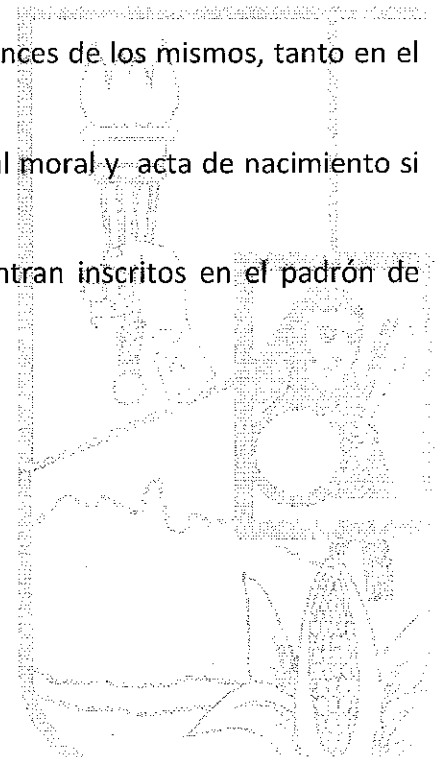 nces de los mismos, tanto en el
l moral y acta de nacimiento si
ntran inscritos en el padrón de